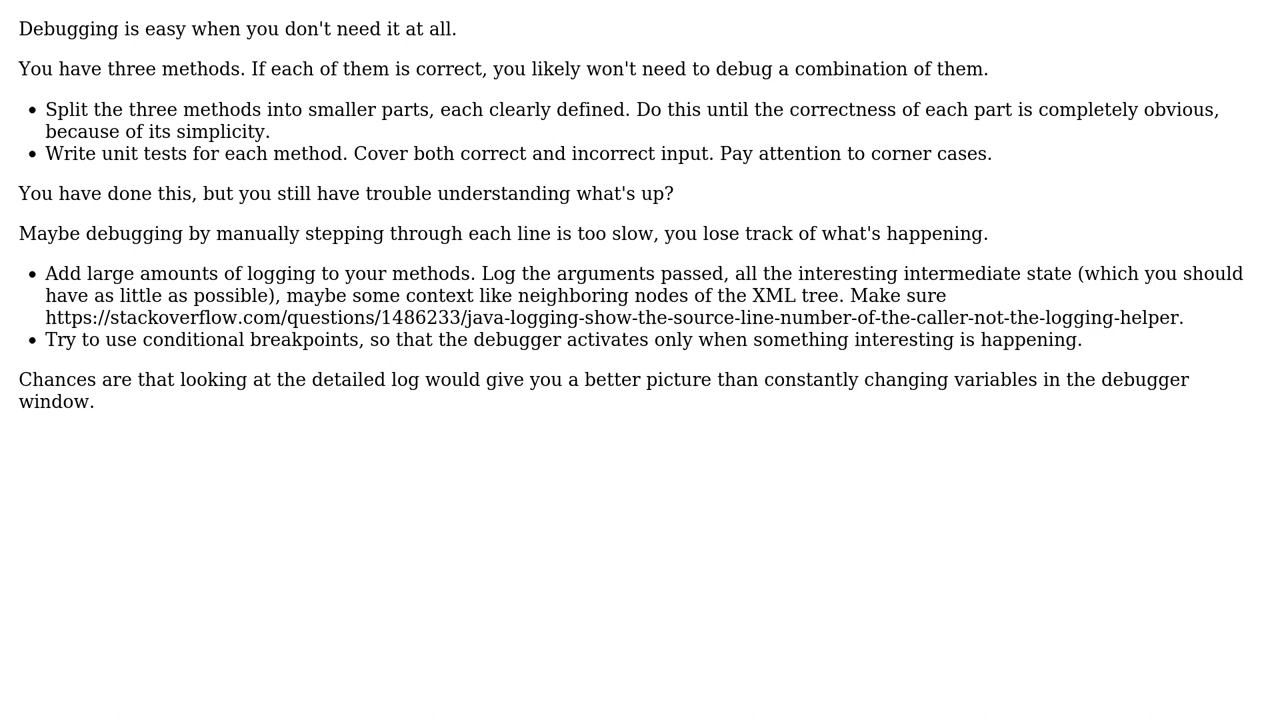 Debugging is easy when you don't need it at all.
You have three methods. If each of them is correct, you likely won't need to debug a combination of them.
• Split the three methods into smaller parts, each clearly defined. Do this until the correctness of each part is completely obvious,
because of its simplicity.
• Write unit tests for each method. Cover both correct and incorrect input. Pay attention to corner cases.
You have done this, but you still have trouble understanding what's up?
Maybe debugging by manually stepping through each line is too slow, you lose track of what's happening.
• Add large amounts of logging to your methods. Log the arguments passed, all the interesting intermediate state (which you should
have as little as possible), maybe some context like neighboring nodes of the XML tree. Make sure
https://stackoverflow.com/questions/1486233/java-logging-show-the-source-line-number-of-the-caller-not-the-logging-helper.
• Try to use conditional breakpoints, so that the debugger activates only when something interesting is happening.
Chances are that looking at the detailed log would give you a better picture than constantly changing variables in the debugger
window.